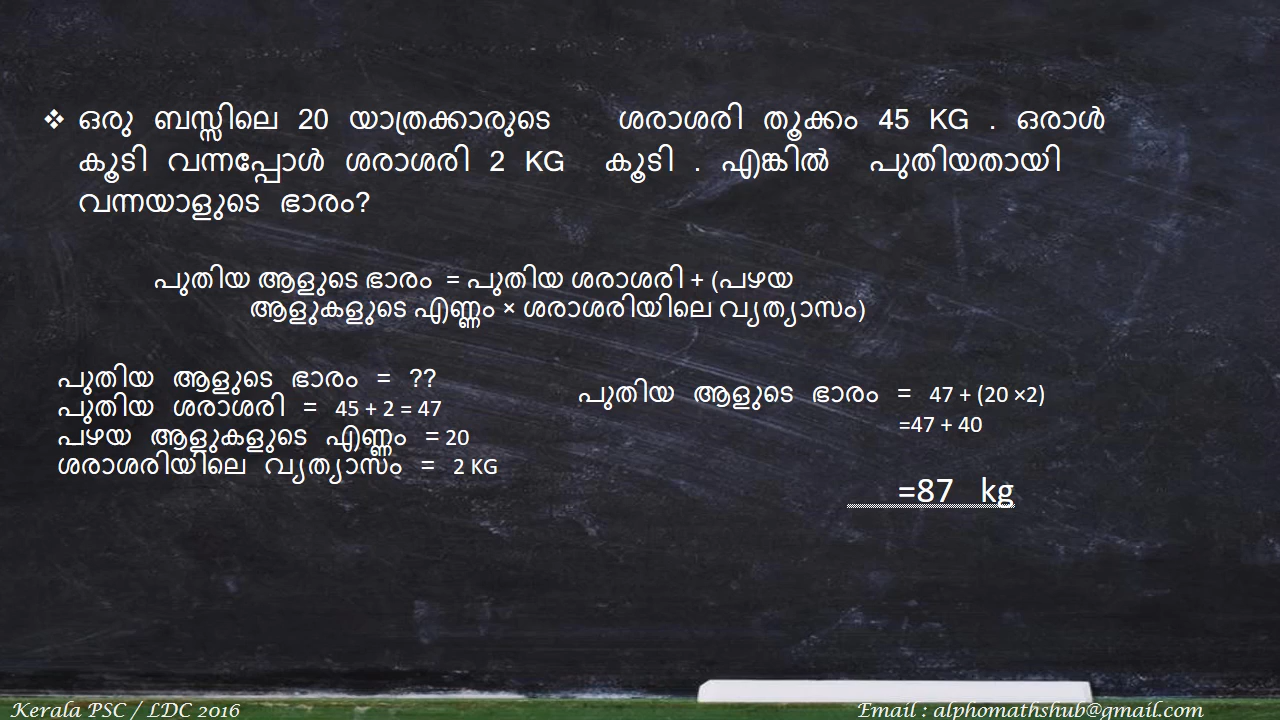 ❖ ഒരു ബസ്സിലെ 20 യാത്രക്കാരുടെ ശരാശരി തൂക്കം 45 KG . ഒരാൾ
കൂടി വന്നപ്പോൾ ശരാശരി 2 KG കൂടി . എങ്കിൽ പുതിയതായി
വന്നയാളുടെ ഭാരം?
പുതിയ ആളുടെ ഭാരം = പുതിയ ശരാശരി + (പഴയ
ആളുകളുടെ എണ്ണം × ശരാശരിയിലെ വ്യത്യാസം)
പുതിയ ആളുടെ ഭാരം = ??
പുതിയ ശരാശരി = 45 + 2 = 47
പഴയ ആളുകളുടെ എണ്ണം = 20
ശരാശരിയിലെ വ്യത്യാസം = 2 KG
പുതിയ ആളുടെ ഭാരം = 47 + (20 ×2)
=47 + 40
=87 kg
Kerala PSC / LDC 2016
Email : alphomathshub@gmail.com